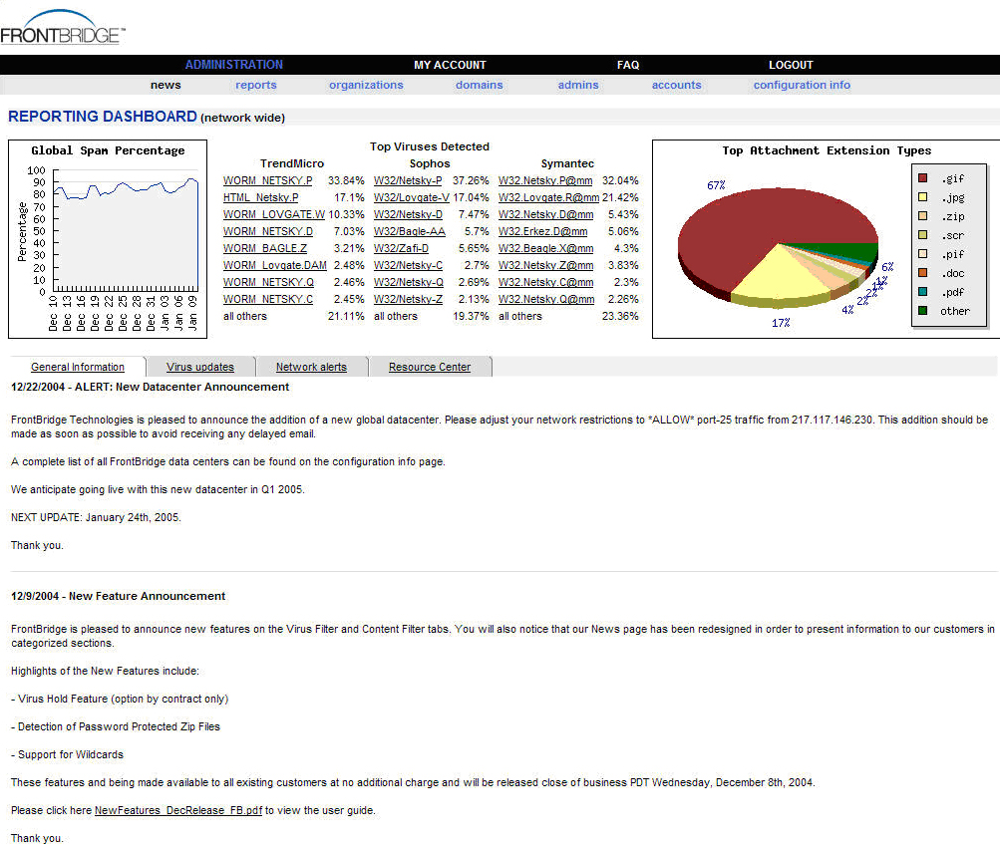 FRONTBRIDGE™
ADMINISTRATION MY ACCOUNT FAQ LOGOUT
news reports organizations domains admins accounts configuration info
REPORTING DASHBOARD (network wide)
Global Spam Percentage
Percentage
100
90
80
70
60
50
40
30
20
10
0
Dec 10
Dec 13
Dec 16
Dec 19
Dec 22
Dec 25
Dec 28
Dec 31
Jan 03
Jan 06
Jan 09
Top Viruses Detected
TrendMicro Sophos Symantec
WORM_NETSKY.P 33.84% W32/Netsky-P 37.26% W32.Netsky.P@mm 32.04%
HTML_Netsky.P 17.1% W32/Lovgate-V 17.04% W32.Lovgate.R@mm 21.42%
WORM_LOVGATE.W 10.33% W32/Netsky-D 7.47% W32.Netsky.D@mm 5.43%
WORM_NETSKY.D 7.03% W32/Bagle-AA 5.7% W32.Erkez.D@mm 5.06%
WORM_BAGLE.Z 3.21% W32/Zafi-D 5.65% W32.Beagle.X@mm 4.3%
WORM_Lovgate.DAM 2.48% W32/Netsky-C 2.7% W32.Netsky.Z@mm 3.83%
WORM_NETSKY.Q 2.46% W32/Netsky-Q 2.69% W32.Netsky.C@mm 2.3%
WORM_NETSKY.C 2.45% W32/Netsky-Z 2.13% W32.Netsky.Q@mm 2.26%
all others 21.11% all others 19.37% all others 23.36%
Top Attachment Extension Types
67%
17%
4%
2%
2%
1%
1%
6%
.gif
.jpg
.zip
.scr
.pif
.doc
.pdf
other
General Information Virus updates Network alerts Resource Center
12/22/2004 - ALERT: New Datacenter Announcement
FrontBridge Technologies is pleased to announce the addition of a new global datacenter. Please adjust your network restrictions to *ALLOW* port-25 traffic from 217.117.146.230. This addition should be
made as soon as possible to avoid receiving any delayed email.
A complete list of all FrontBridge data centers can be found on the configuration info page.
We anticipate going live with this new datacenter in Q1 2005.
NEXT UPDATE: January 24th, 2005.
Thank you.
12/9/2004 - New Feature Announcement
FrontBridge is pleased to announce new features on the Virus Filter and Content Filter tabs. You will also notice that our News page has been redesigned in order to present information to our customers in
categorized sections.
Highlights of the New Features include:
- Virus Hold Feature (option by contract only)
- Detection of Password Protected Zip Files
- Support for Wildcards
These features and being made available to all existing customers at no additional charge and will be released close of business PDT Wednesday, December 8th, 2004.
Please click here NewFeatures_DecRelease_FB.pdf to view the user guide.
Thank you.